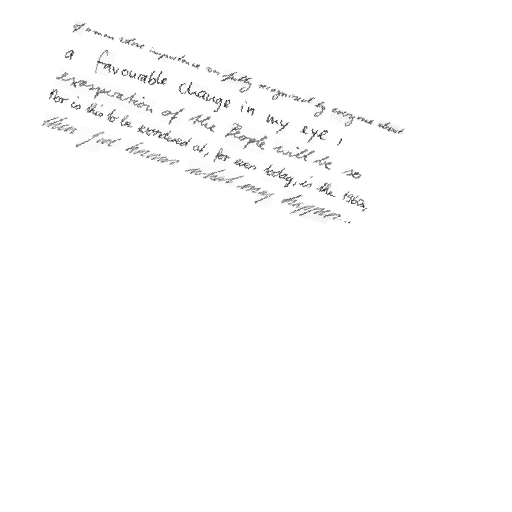 of a man whose importance was fully recognized by everyone about
a favourable change in my eye,
exasperation of the People will be so
Nor is this to be wondered at, for even today, in the 1960s,
then God knows what may happen...